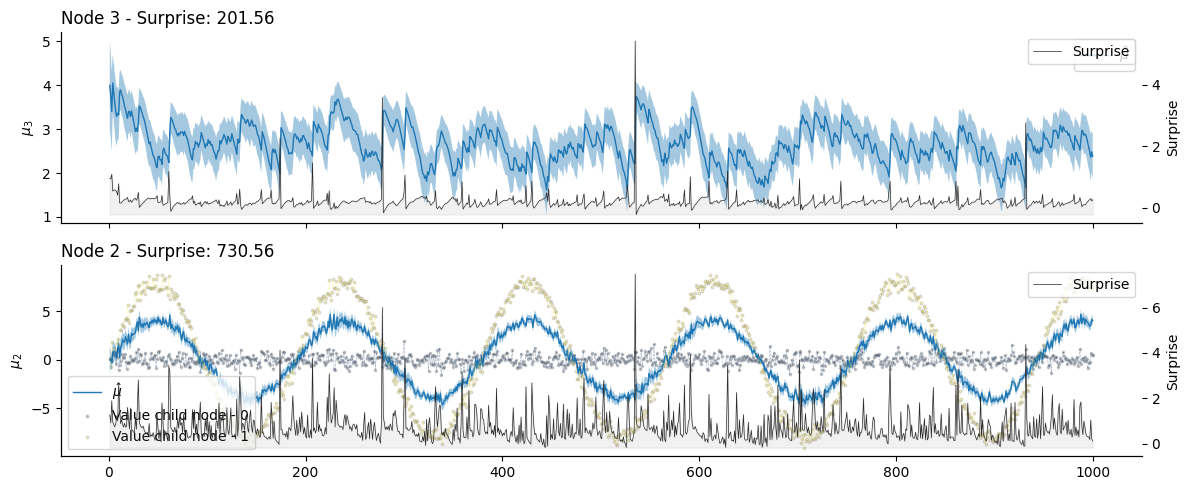 Node 3 - Surprise: 201.56
5
4
3
2
1
μ3
Surprise
4
2
0
Surprise
Node 2 - Surprise: 730.56
5
0
−5
μ2
μ̂
Value child node - 0
Value child node - 1
Surprise
6
4
2
0
Surprise
0
200
400
600
800
1000